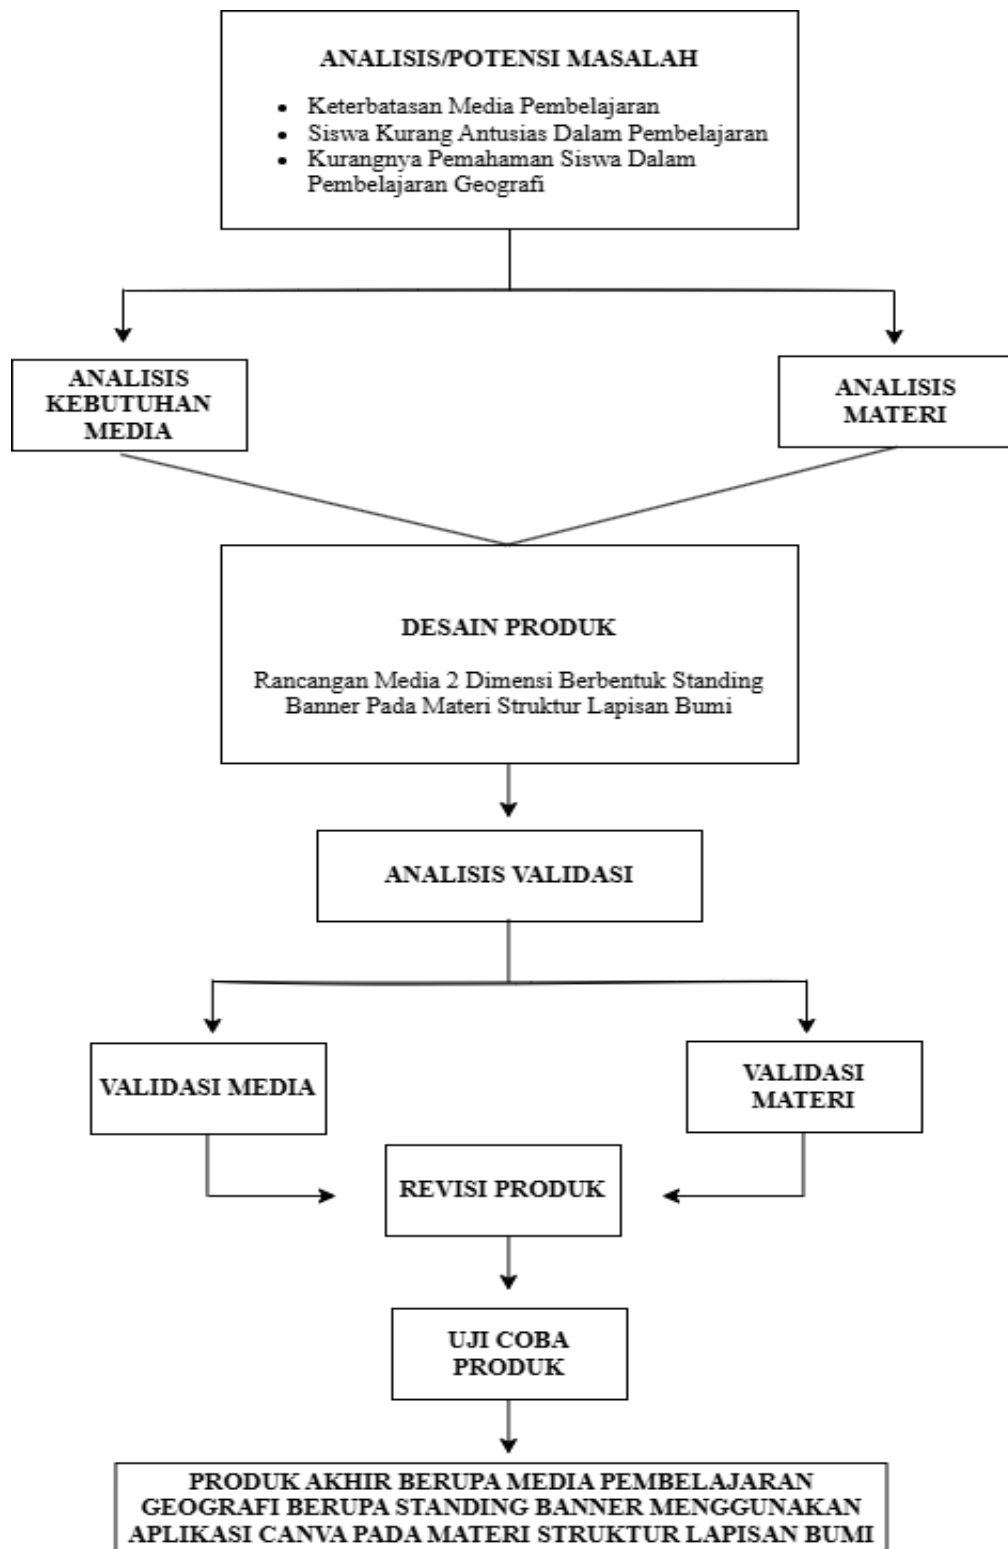 ANALISIS/POTENSI MASALAH
• Keterbatasan Media Pembelajaran
• Siswa Kurang Antusias Dalam Pembelajaran
• Kurangnya Pemahaman Siswa Dalam
Pembelajaran Geografi
ANALISIS
KEBUTUHAN
MEDIA
ANALISIS
MATERI
DESAIN PRODUK
Rancangan Media 2 Dimensi Berbentuk Standing
Banner Pada Materi Struktur Lapisan Bumi
ANALISIS VALIDASI
VALIDASI MEDIA
VALIDASI
MATERI
REVISI PRODUK
UJI COBA
PRODUK
PRODUK AKHIR BERUPA MEDIA PEMBELAJARAN
GEOGRAFI BERUPA STANDING BANNER MENGGUNAKAN
APLIKASI CANVA PADA MATERI STRUKTUR LAPISAN BUMI